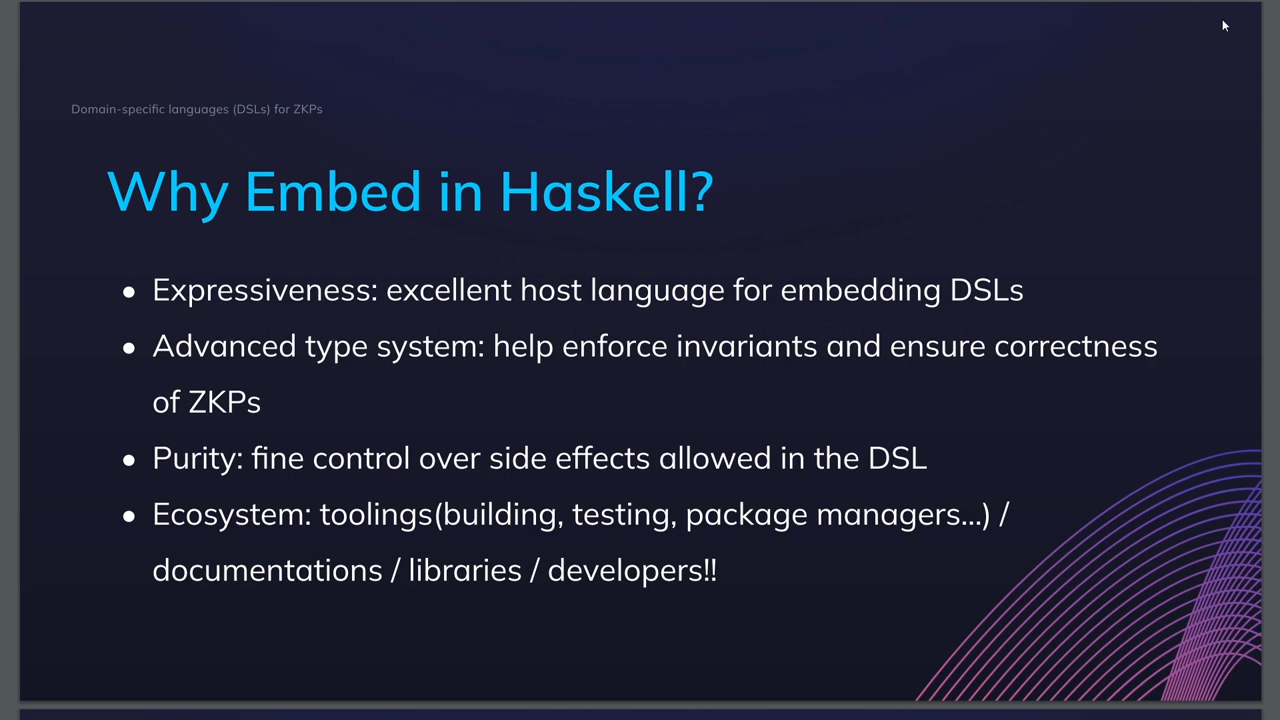 Domain-specific languages (DSLs) for ZKPs
Why Embed in Haskell?
• Expressiveness: excellent host language for embedding DSLs
• Advanced type system: help enforce invariants and ensure correctness
of ZKPs
• Purity: fine control over side effects allowed in the DSL
• Ecosystem: toolings(building, testing, package managers...) /
documentations / libraries / developers!!